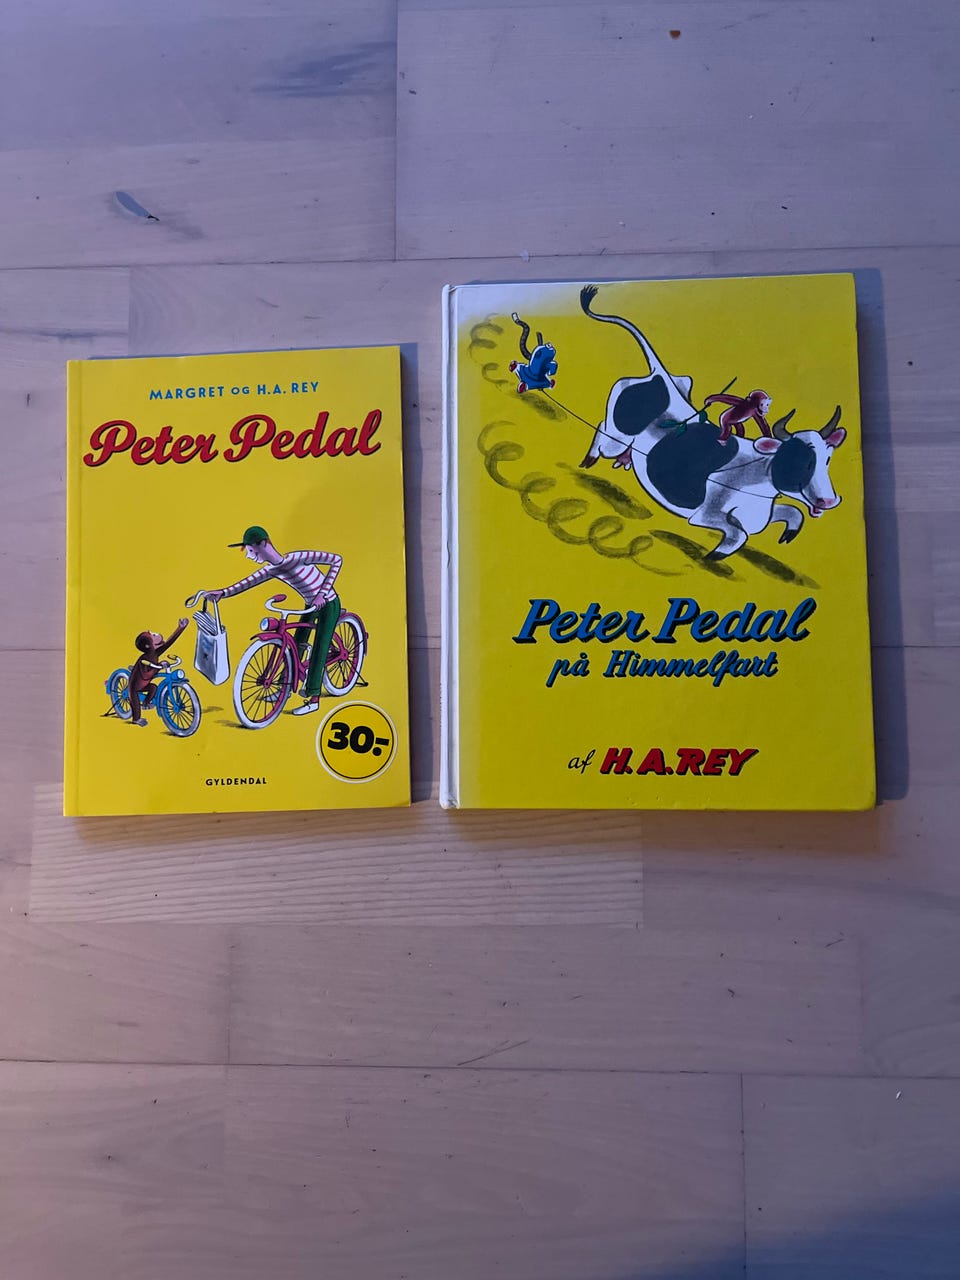 MARGRET OG H.A. REY
Peter Pedal
30.-
GYLDENDAL
Peter Pedal
på Himmelfart
af H.A. REY